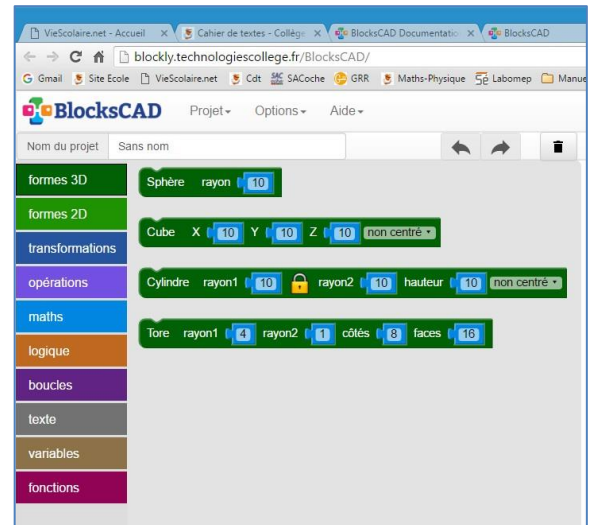 VieScolaire.net - Accu Cahier de textes - Collège BlocksCAD Documentatio BlocksCAD
blockly.technologiescollege.fr/BlocksCAD/
Gmail Site Ecole VieScolaire.net Cdt SACoche GRR Maths-Physique Labomep Manue
BlocksCAD Projet Options Aide
Nom du projet Sans nom
formes 3D
formes 2D
transformations
opérations
maths
logique
boucles
texte
variables
fonctions
Sphère rayon 10
Cube X 10 Y 10 Z 10 non centré
Cylindre rayon1 10 rayon2 10 hauteur 10 non centré
Tore rayon1 4 rayon2 1 côtés 8 faces 16